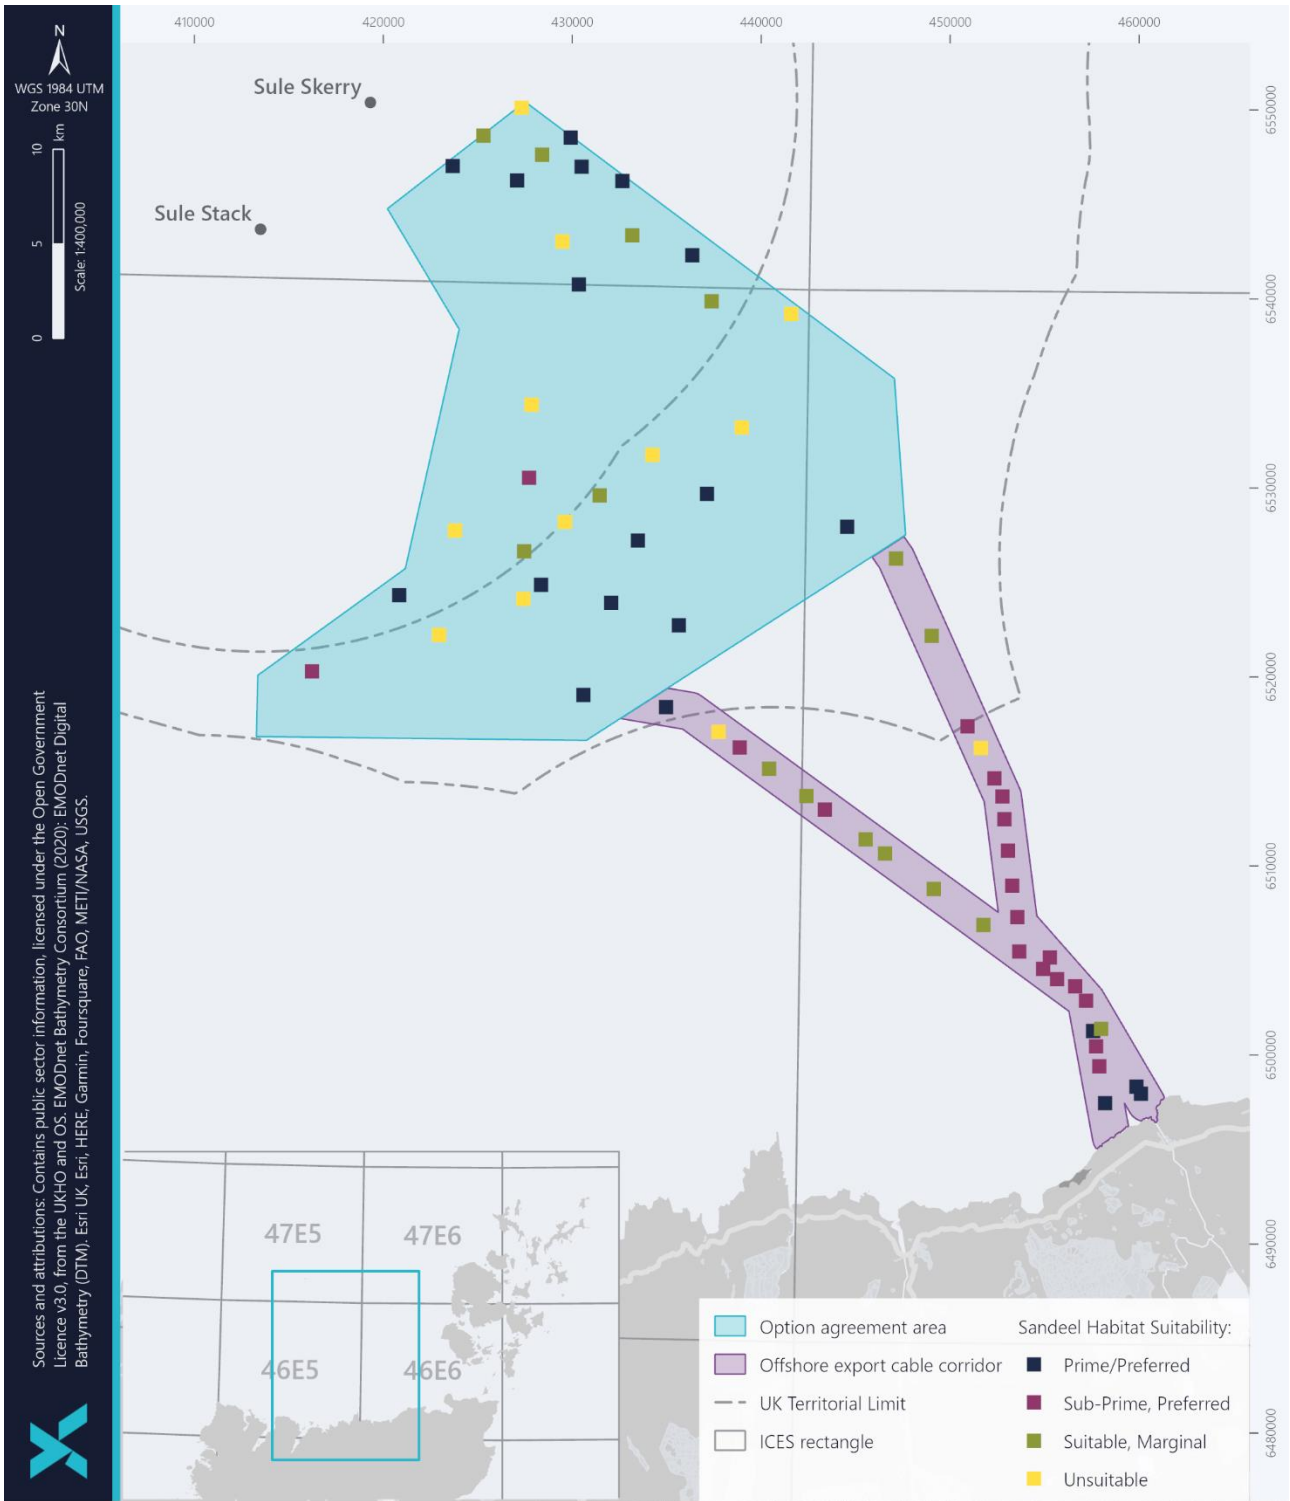 410000
420000
430000
440000
450000
460000
N
WGS 1984 UTM
Zone 30N
km
10
5
0
Scale: 1:400,000
Sule Skerry
Sule Stack
6550000
6540000
6530000
6520000
6510000
6500000
6490000
6480000
Sources and attributions: Contains public sector information, licensed under the Open Government
Licence v3.0, from the UKHO and OS. EMODnet Bathymetry Consortium (2020): EMODnet Digital
Bathymetry (DTM). Esri UK, Esri, HERE, Garmin, Foursquare, FAO, METI/NASA, USGS.
47E5
47E6
46E5
46E6
Option agreement area
Offshore export cable corridor
UK Territorial Limit
ICES rectangle
Sandeel Habitat Suitability:
Prime/Preferred
Sub-Prime, Preferred
Suitable, Marginal
Unsuitable